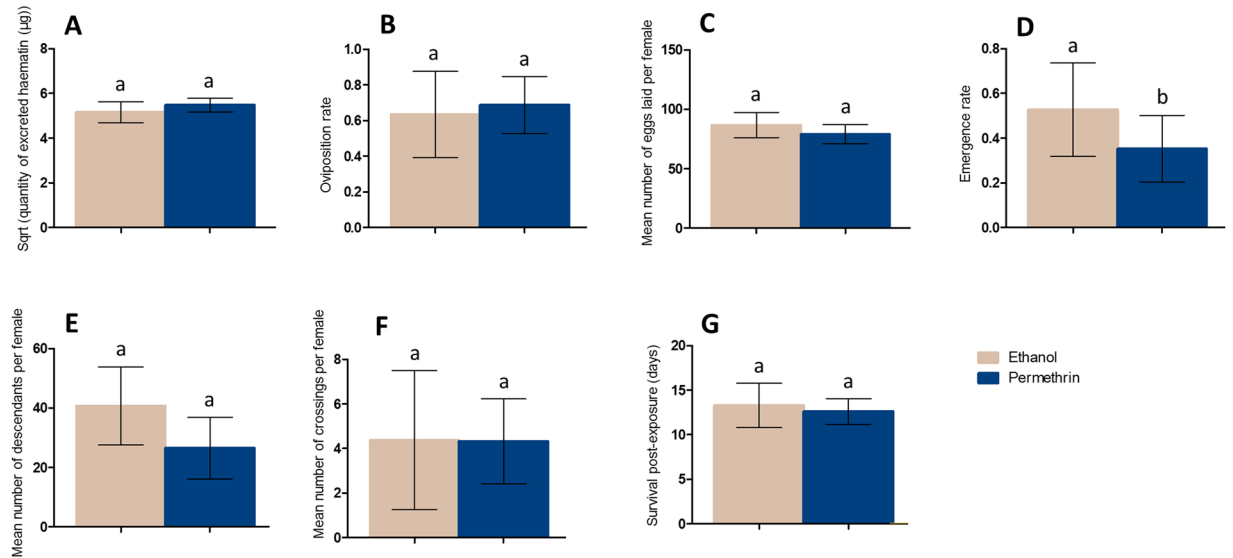 A
Sqrt (quantity of excreted haematin (µg))
8
6
4
2
0
a
a
B
Oviposition rate
1.0
0.8
0.6
0.4
0.2
0.0
a
a
C
Mean number of eggs laid per female
150
100
50
0
a
a
D
Emergence rate
0.8
0.6
0.4
0.2
0.0
a
b
E
Mean number of descendants per female
60
40
20
0
a
a
F
Mean number of crossings per female
8
6
4
2
0
a
a
G
Survival post-exposure (days)
20
15
10
5
0
a
a
Ethanol
Permethrin